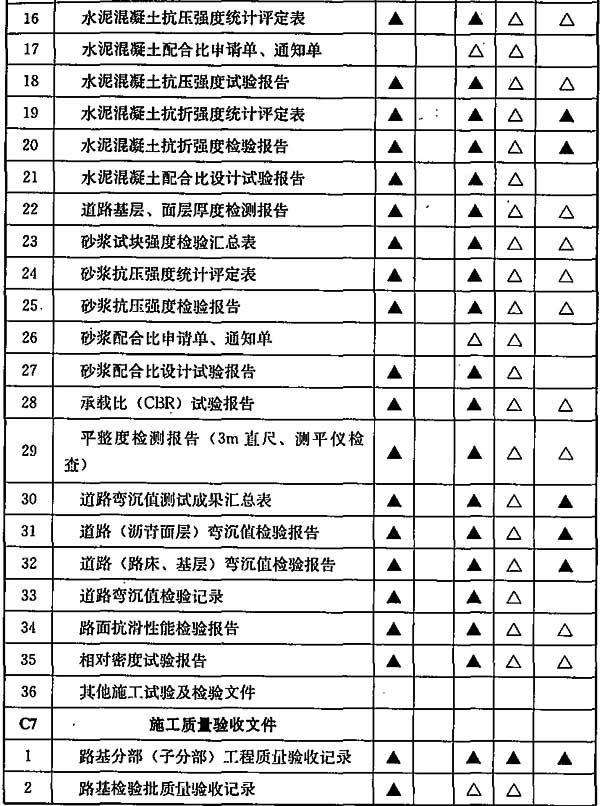 16 水泥混凝土抗压强度统计评定表 ▲ ▲ △ △
17 水泥混凝土配合比申请单、通知单 △ △
18 水泥混凝土抗压强度试验报告 ▲ ▲ △ △
19 水泥混凝土抗折强度统计评定表 ▲ ▲ △ ▲
20 水泥混凝土抗折强度检验报告 ▲ ▲ △ ▲
21 水泥混凝土配合比设计试验报告 ▲ ▲ △
22 道路基层、面层厚度检测报告 ▲ ▲ △ △
23 砂浆试块强度检验汇总表 ▲ ▲ △ △
24 砂浆抗压强度统计评定表 ▲ ▲ △ △
25 砂浆抗压强度检验报告 ▲ ▲ △ △
26 砂浆配合比申请单、通知单 △ △
27 砂浆配合比设计试验报告 ▲ ▲ △
28 承载比（CBR）试验报告 ▲ ▲ △ △
29 平整度检测报告（3m 直尺、测平仪检
查） ▲ ▲ △ △
30 道路弯沉值测试成果汇总表 ▲ ▲ △ ▲
31 道路（沥青面层）弯沉值检验报告 ▲ ▲ △ ▲
32 道路（路床、基层）弯沉值检验报告 ▲ ▲ △ ▲
33 道路弯沉值检验记录 ▲ ▲ △
34 路面抗滑性能检验报告 ▲ ▲ △ △
35 相对密度试验报告 ▲ ▲ △ △
36 其他施工试验及检验文件
C7 施工质量验收文件
1 路基分部（子分部）工程质量验收记录 ▲ ▲ ▲ ▲
2 路基检验批质量验收记录 ▲ △ △